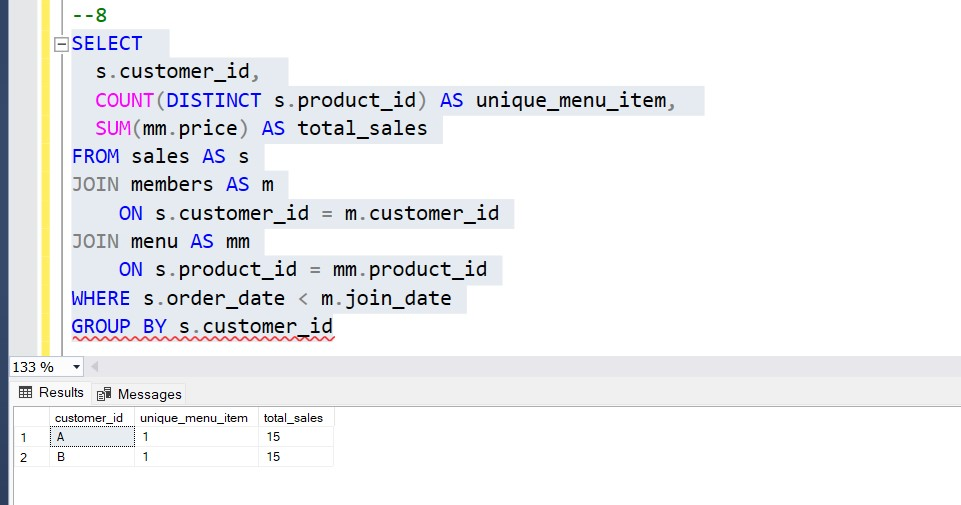 --8
SELECT
s.customer_id,
COUNT(DISTINCT s.product_id) AS unique_menu_item,
SUM(mm.price) AS total_sales
FROM sales AS s
JOIN members AS m
ON s.customer_id = m.customer_id
JOIN menu AS mm
ON s.product_id = mm.product_id
WHERE s.order_date < m.join_date
GROUP BY s.customer_id
133 %
Results Messages
customer_id unique_menu_item total_sales
1 A 1 15
2 B 1 15